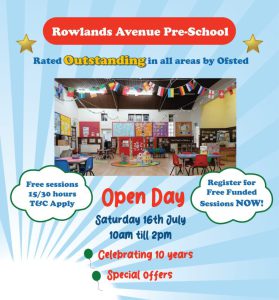 Rowlands Avenue Pre-School
Rated Outstanding in all areas by Ofsted
Free sessions
15/30 hours
T&C Apply
Register for
Free Funded
Sessions NOW!
Open Day
Saturday 16th July
10am till 2pm
Celebrating 10 years
Special Offers